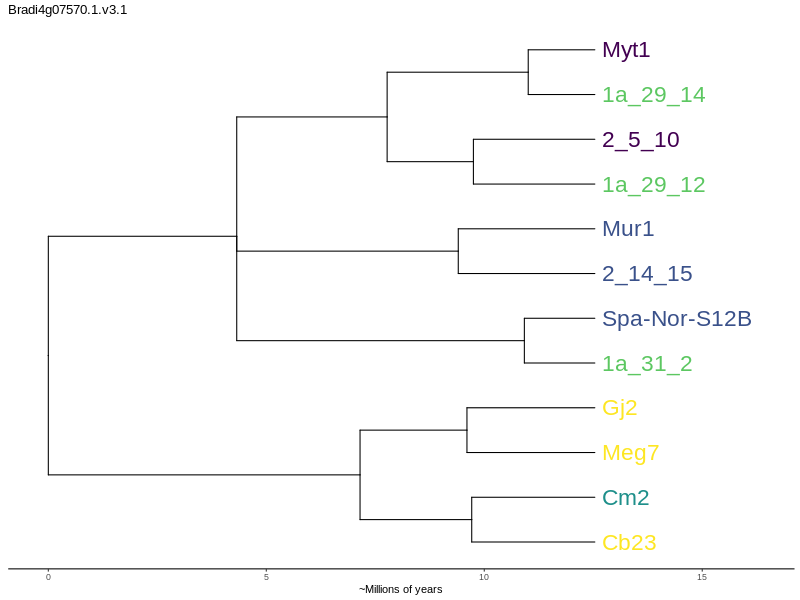 Bradi4g07570.1.v3.1
Myt1
1a_29_14
2_5_10
1a_29_12
Mur1
2_14_15
Spa-Nor-S12B
1a_31_2
Gj2
Meg7
Cm2
Cb23
0 5 10 15
~Millions of years